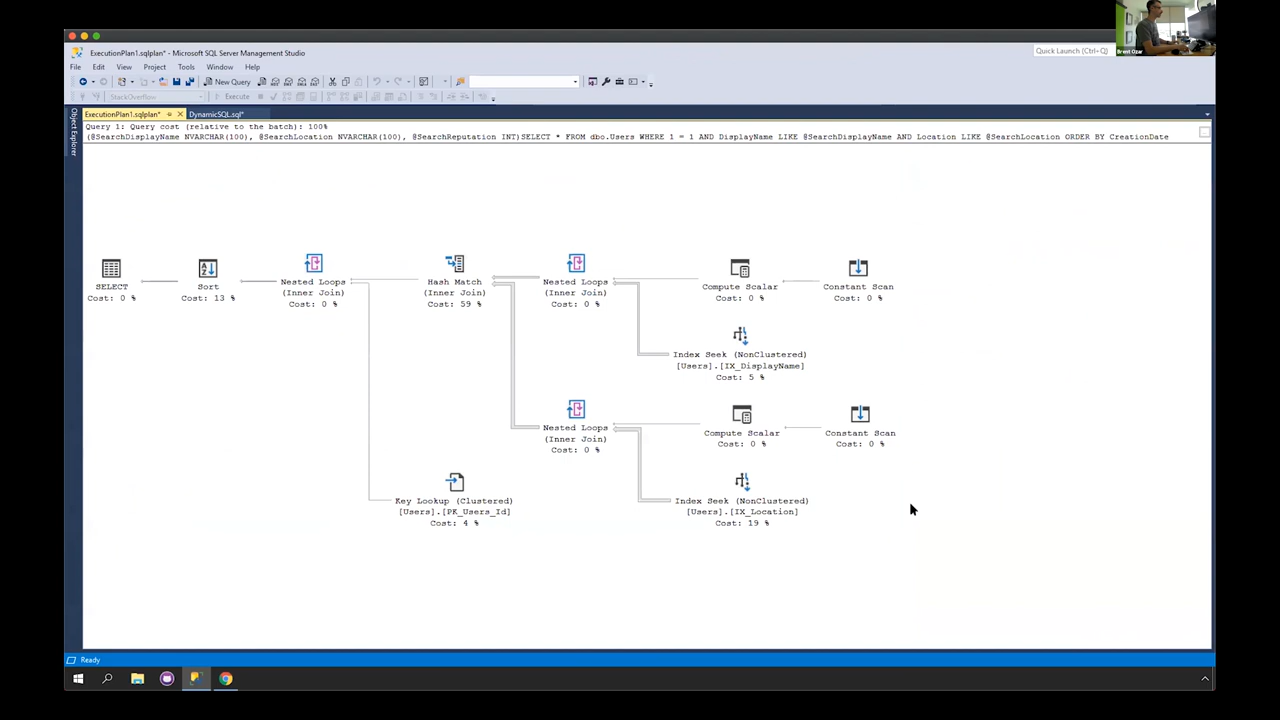 Brent Ozar
ExecutionPlan1.sqlplan* - Microsoft SQL Server Management Studio
Quick Launch (Ctrl+Q)
File Edit View Project Tools Window Help
New Query
StackOverflow Execute
ExecutionPlan1.sqlplan* DynamicSQL.sql*
Object Explorer
Query 1: Query cost (relative to the batch): 100%
(@SearchDisplayName NVARCHAR(100), @SearchLocation NVARCHAR(100), @SearchReputation INT)SELECT * FROM dbo.Users WHERE 1 = 1 AND DisplayName LIKE @SearchDisplayName AND Location LIKE @SearchLocation ORDER BY CreationDate
SELECT
Cost: 0 %
Sort
Cost: 13 %
Nested Loops
(Inner Join)
Cost: 0 %
Hash Match
(Inner Join)
Cost: 59 %
Nested Loops
(Inner Join)
Cost: 0 %
Compute Scalar
Cost: 0 %
Constant Scan
Cost: 0 %
Index Seek (NonClustered)
[Users].[IX_DisplayName]
Cost: 5 %
Nested Loops
(Inner Join)
Cost: 0 %
Compute Scalar
Cost: 0 %
Constant Scan
Cost: 0 %
Key Lookup (Clustered)
[Users].[PK_Users_Id]
Cost: 4 %
Index Seek (NonClustered)
[Users].[IX_Location]
Cost: 19 %
Ready